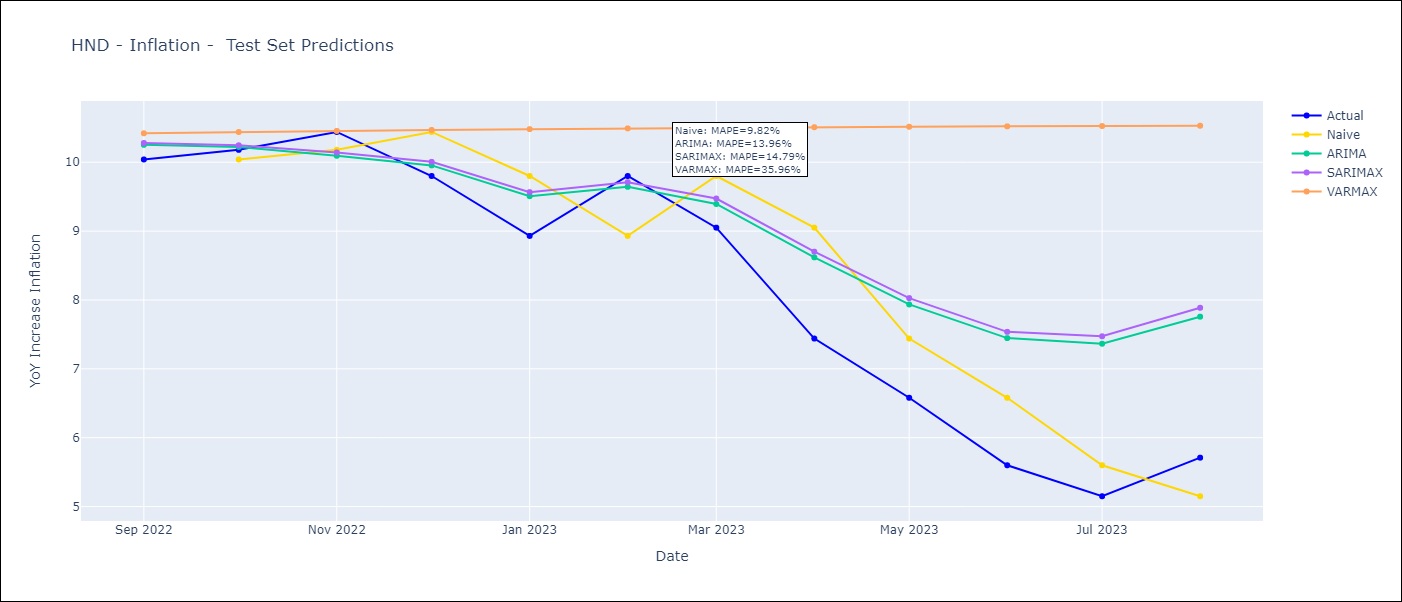 HND - Inflation -  Test Set Predictions
Actual
Naive
ARIMA
SARIMAX
VARMAX
Naive: MAPE=9.82%
ARIMA: MAPE=13.96%
SARIMAX: MAPE=14.79%
VARMAX: MAPE=35.96%
YoY Increase Inflation
10
9
8
7
6
5
Sep 2022 Nov 2022 Jan 2023 Mar 2023 May 2023 Jul 2023
Date